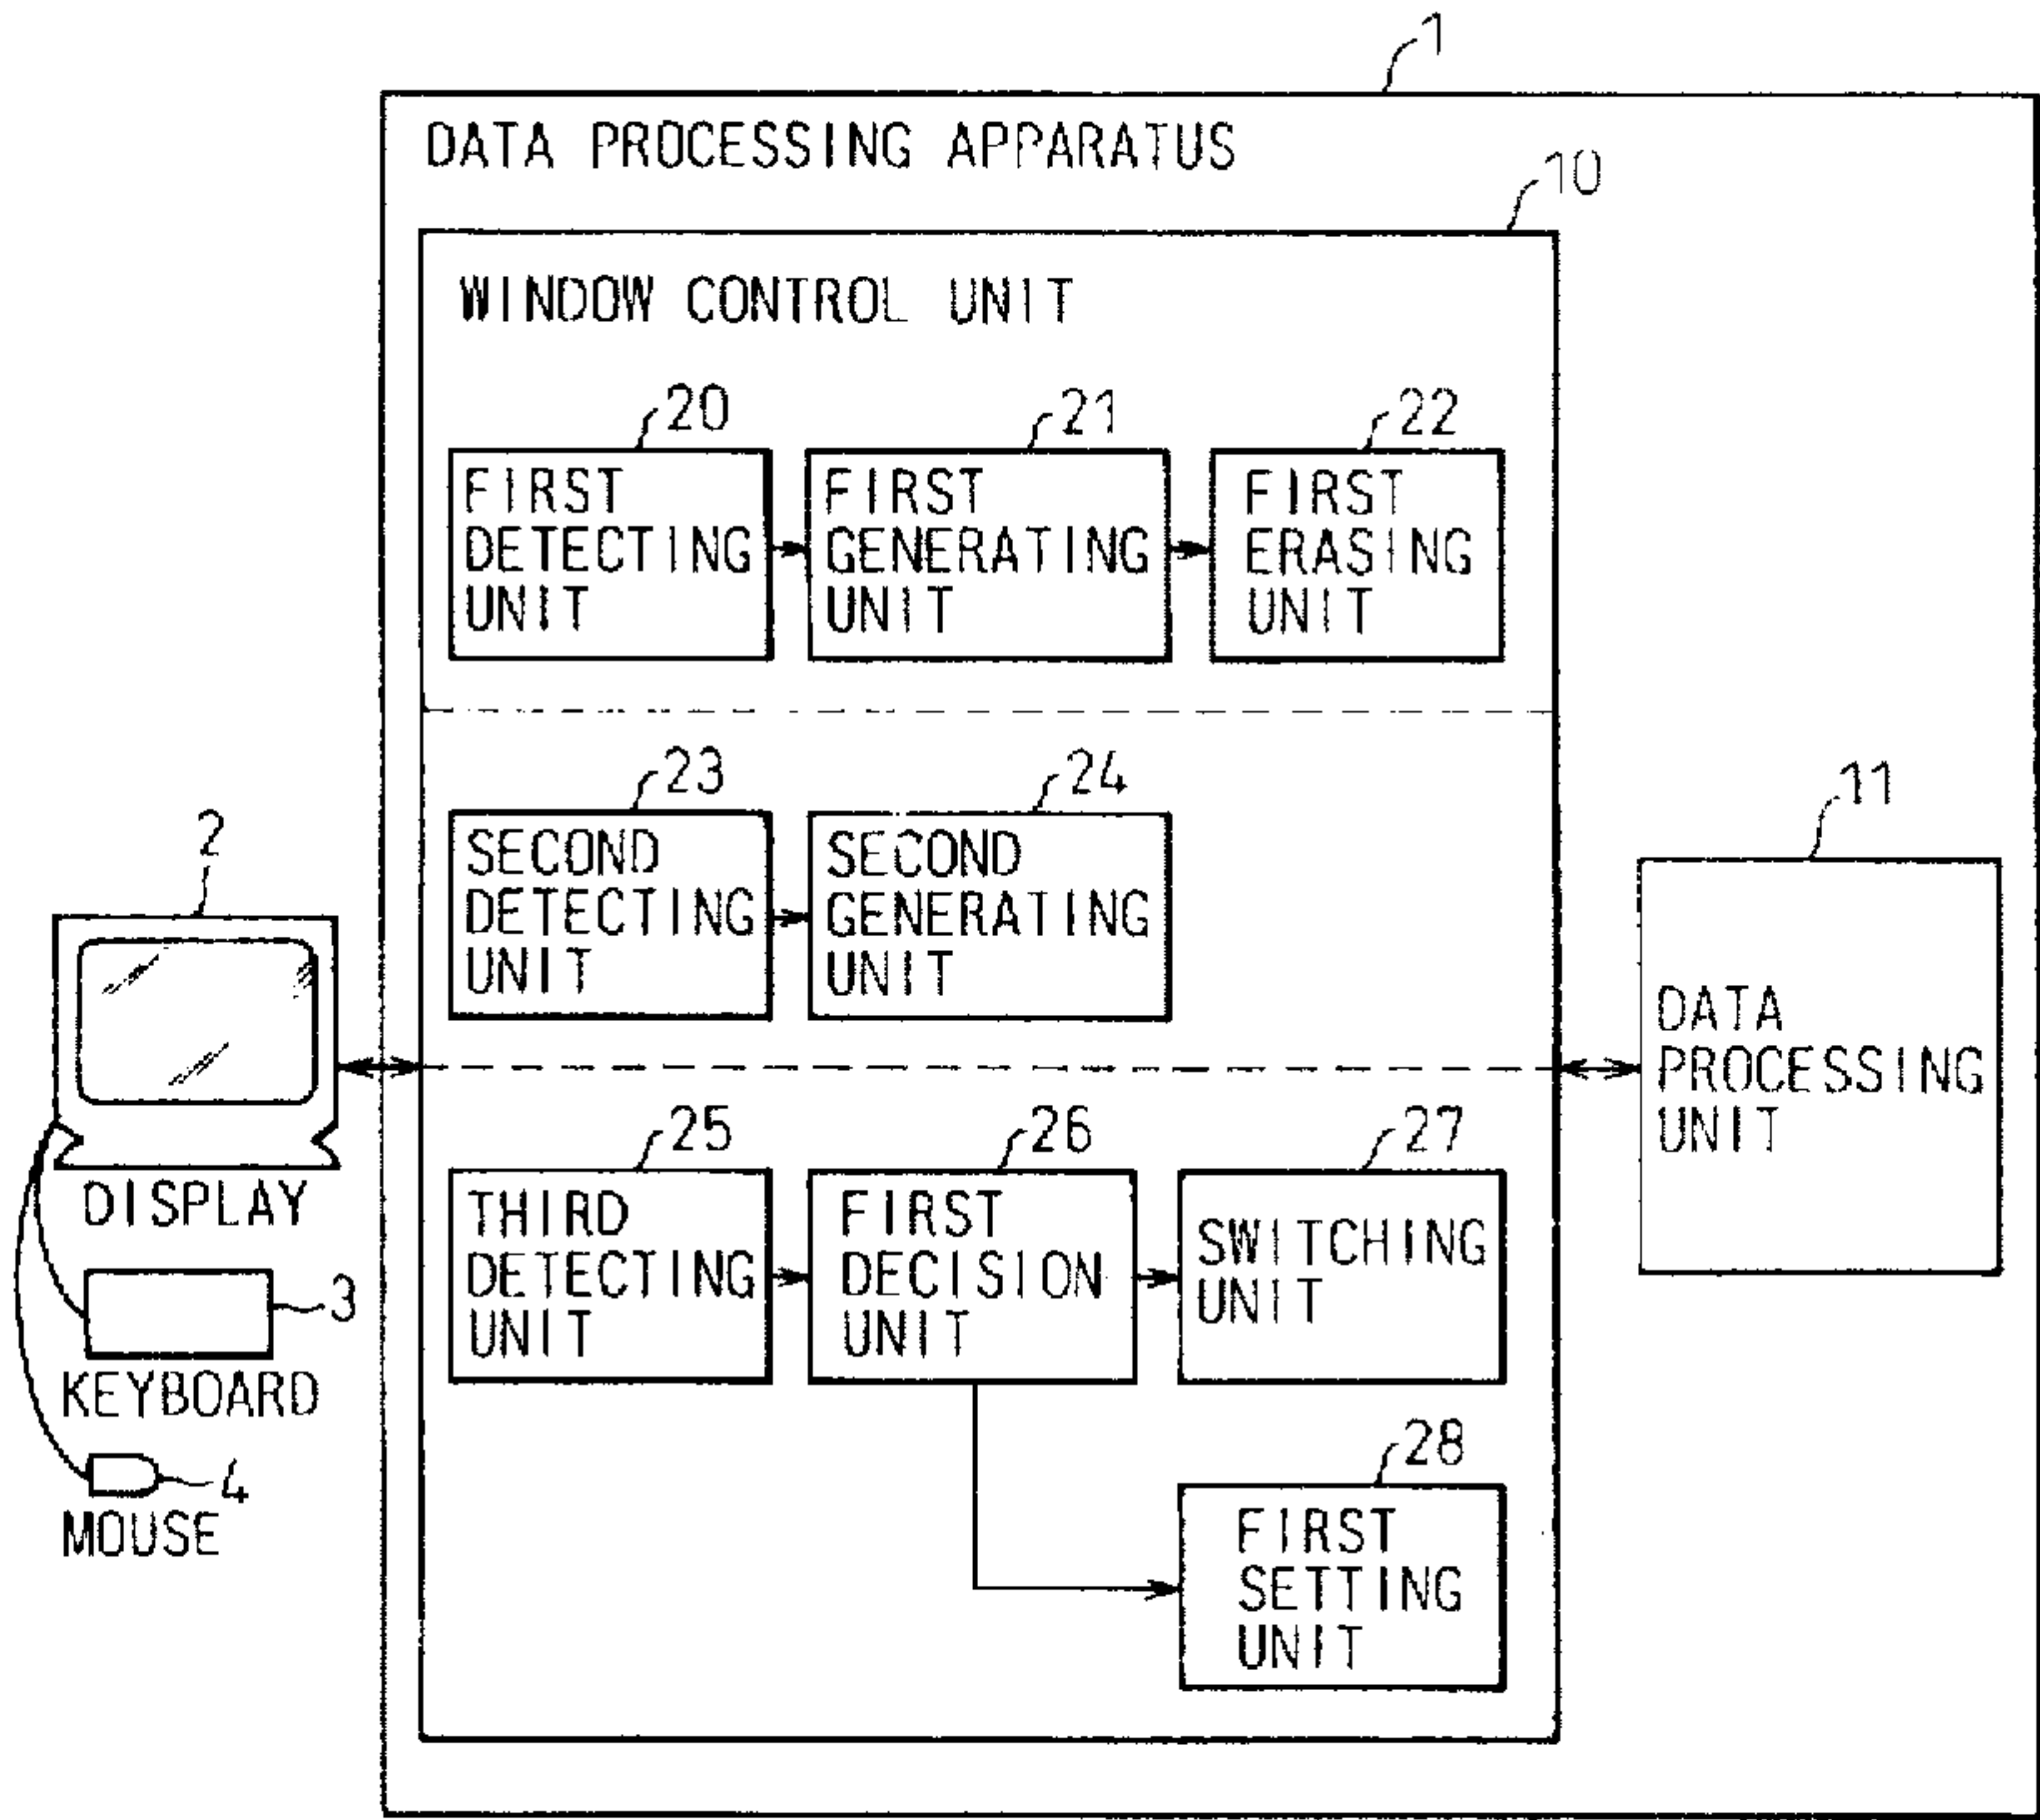 1
DATA PROCESSING APPARATUS
10
WINDOW CONTROL UNIT
20
21
22
FIRST
DETECTING
UNIT
FIRST
GENERATING
UNIT
FIRST
ERASING
UNIT
23
24
SECOND
DETECTING
UNIT
SECOND
GENERATING
UNIT
11
DATA
PROCESSING
UNIT
2
DISPLAY
3
KEYBOARD
4
MOUSE
25
26
27
THIRD
DETECTING
UNIT
FIRST
DECISION
UNIT
SWITCHING
UNIT
28
FIRST
SETTING
UNIT